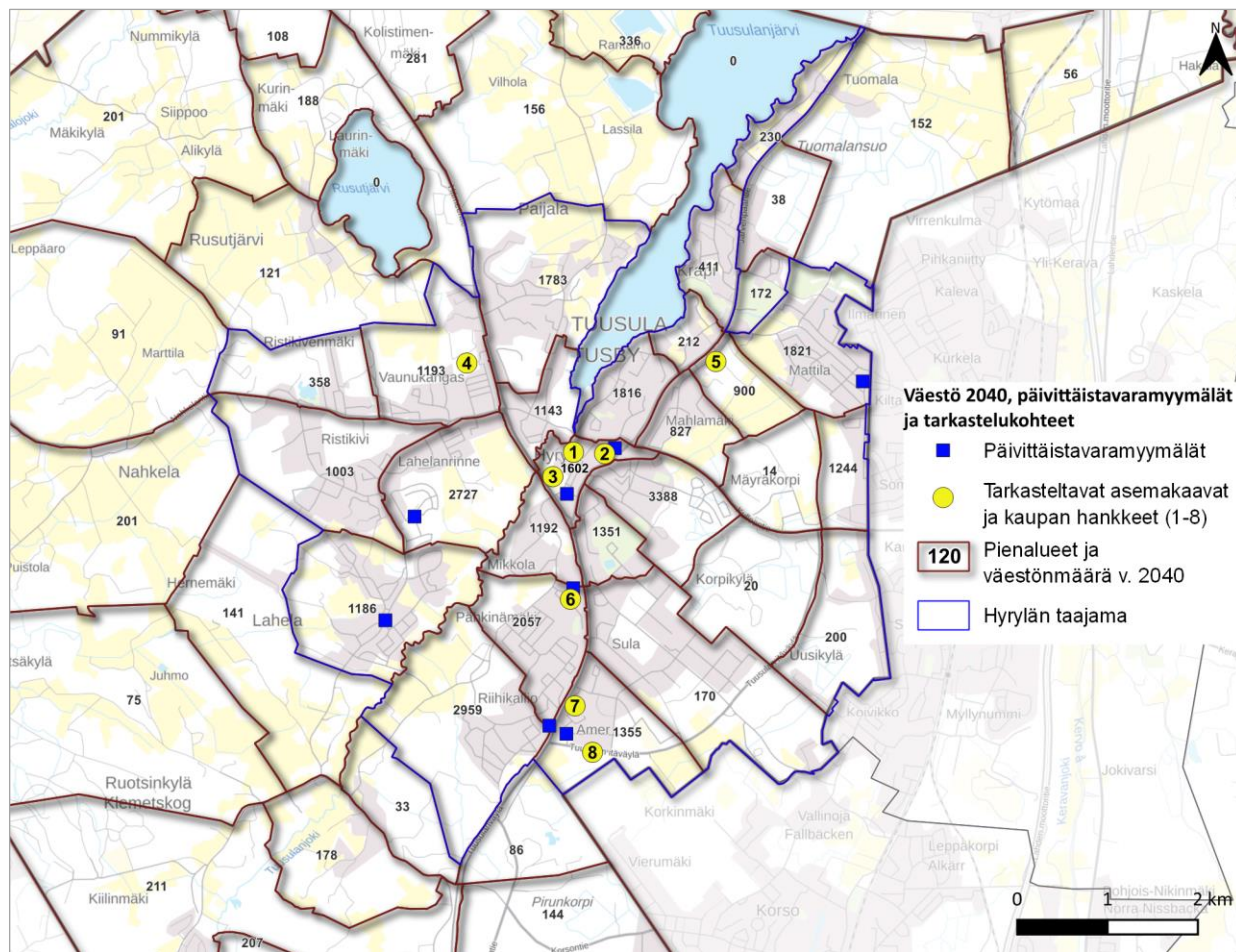 Nummikylä
108
Kolistimen-
mäki
281
336
Rantamo
Tuusulanjärvi
0
N
Tuomala
56
201
Siippoo
Mäkikylä
Alikylä
Kurin-
mäki
188
Laurin-
mäki
0
Rusutjärvi
Vilhola
156
Lassila
230
152
Tuomalansuo
38
Virrenkulma
Kytömaa
Pihkaniitty
Yli-Kerava
Leppäaro
Rusutjärvi
121
Paijala
1783
411
172
Kaleva
Kaskela
91
Marttila
Ristikivenmäki
358
4
1193
Vaunukangas
TUUSULA
TUSBY
212
5
900
1821
Mattila
Kurkela
1143
1816
Mahlamäki
827
Ristikivi
1003
Lahelanrinne
2727
1
2
3
1602
3388
14
Mäyräkorpi
1244
Nahkela
201
Puistola
Hernemäki
141
Lahela
1186
1192
Mikkola
1351
Korpikylä
20
200
Uusikylä
6
2057
Sula
170
Juhmo
75
Riihikallio
2959
7
Amer
1355
8
Koivikko
Myllynummi
Ruotsinkylä
Klemetskog
33
86
178
Tuusulanjoki
211
Kiilinmäki
207
Pirunkorpi
144
Korsontie
Korkinmäki
Vierumäki
Vallinoja
Fallbäcken
Korso
Leppäkorpi
Alkärr
Jokivarsi
Keravanjoki
Pohjois-Nikinmäki
Norra Nissbacka
Väestö 2040, päivittäistavaramyymälät
ja tarkastelukohteet
Päivittäistavaramyymälät
Tarkasteltavat asemakaavat
ja kaupan hankkeet (1-8)
120
Pienalueet ja
väestönmäärä v. 2040
Hyrylän taajama
0 1 2 km